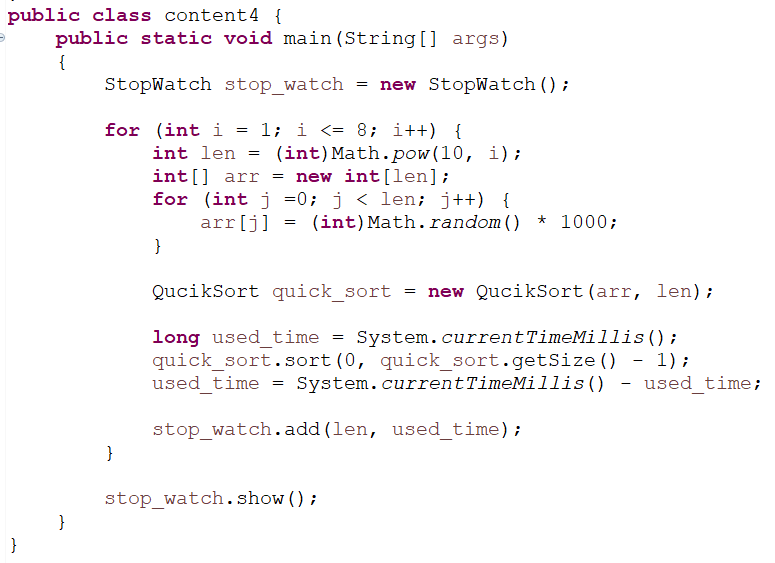 public class content4 {
    public static void main(String[] args)
    {
        StopWatch stop_watch = new StopWatch();
        for (int i = 1; i <= 8; i++) {
            int len = (int)Math.pow(10, i);
            int[] arr = new int[len];
            for (int j =0; j < len; j++) {
                arr[j] = (int)Math.random() * 1000;
            }
            QucikSort quick_sort = new QucikSort(arr, len);
            long used_time = System.currentTimeMillis();
            quick_sort.sort(0, quick_sort.getSize() - 1);
            used_time = System.currentTimeMillis() - used_time;
            stop_watch.add(len, used_time);
        }
        stop_watch.show();
    }
}